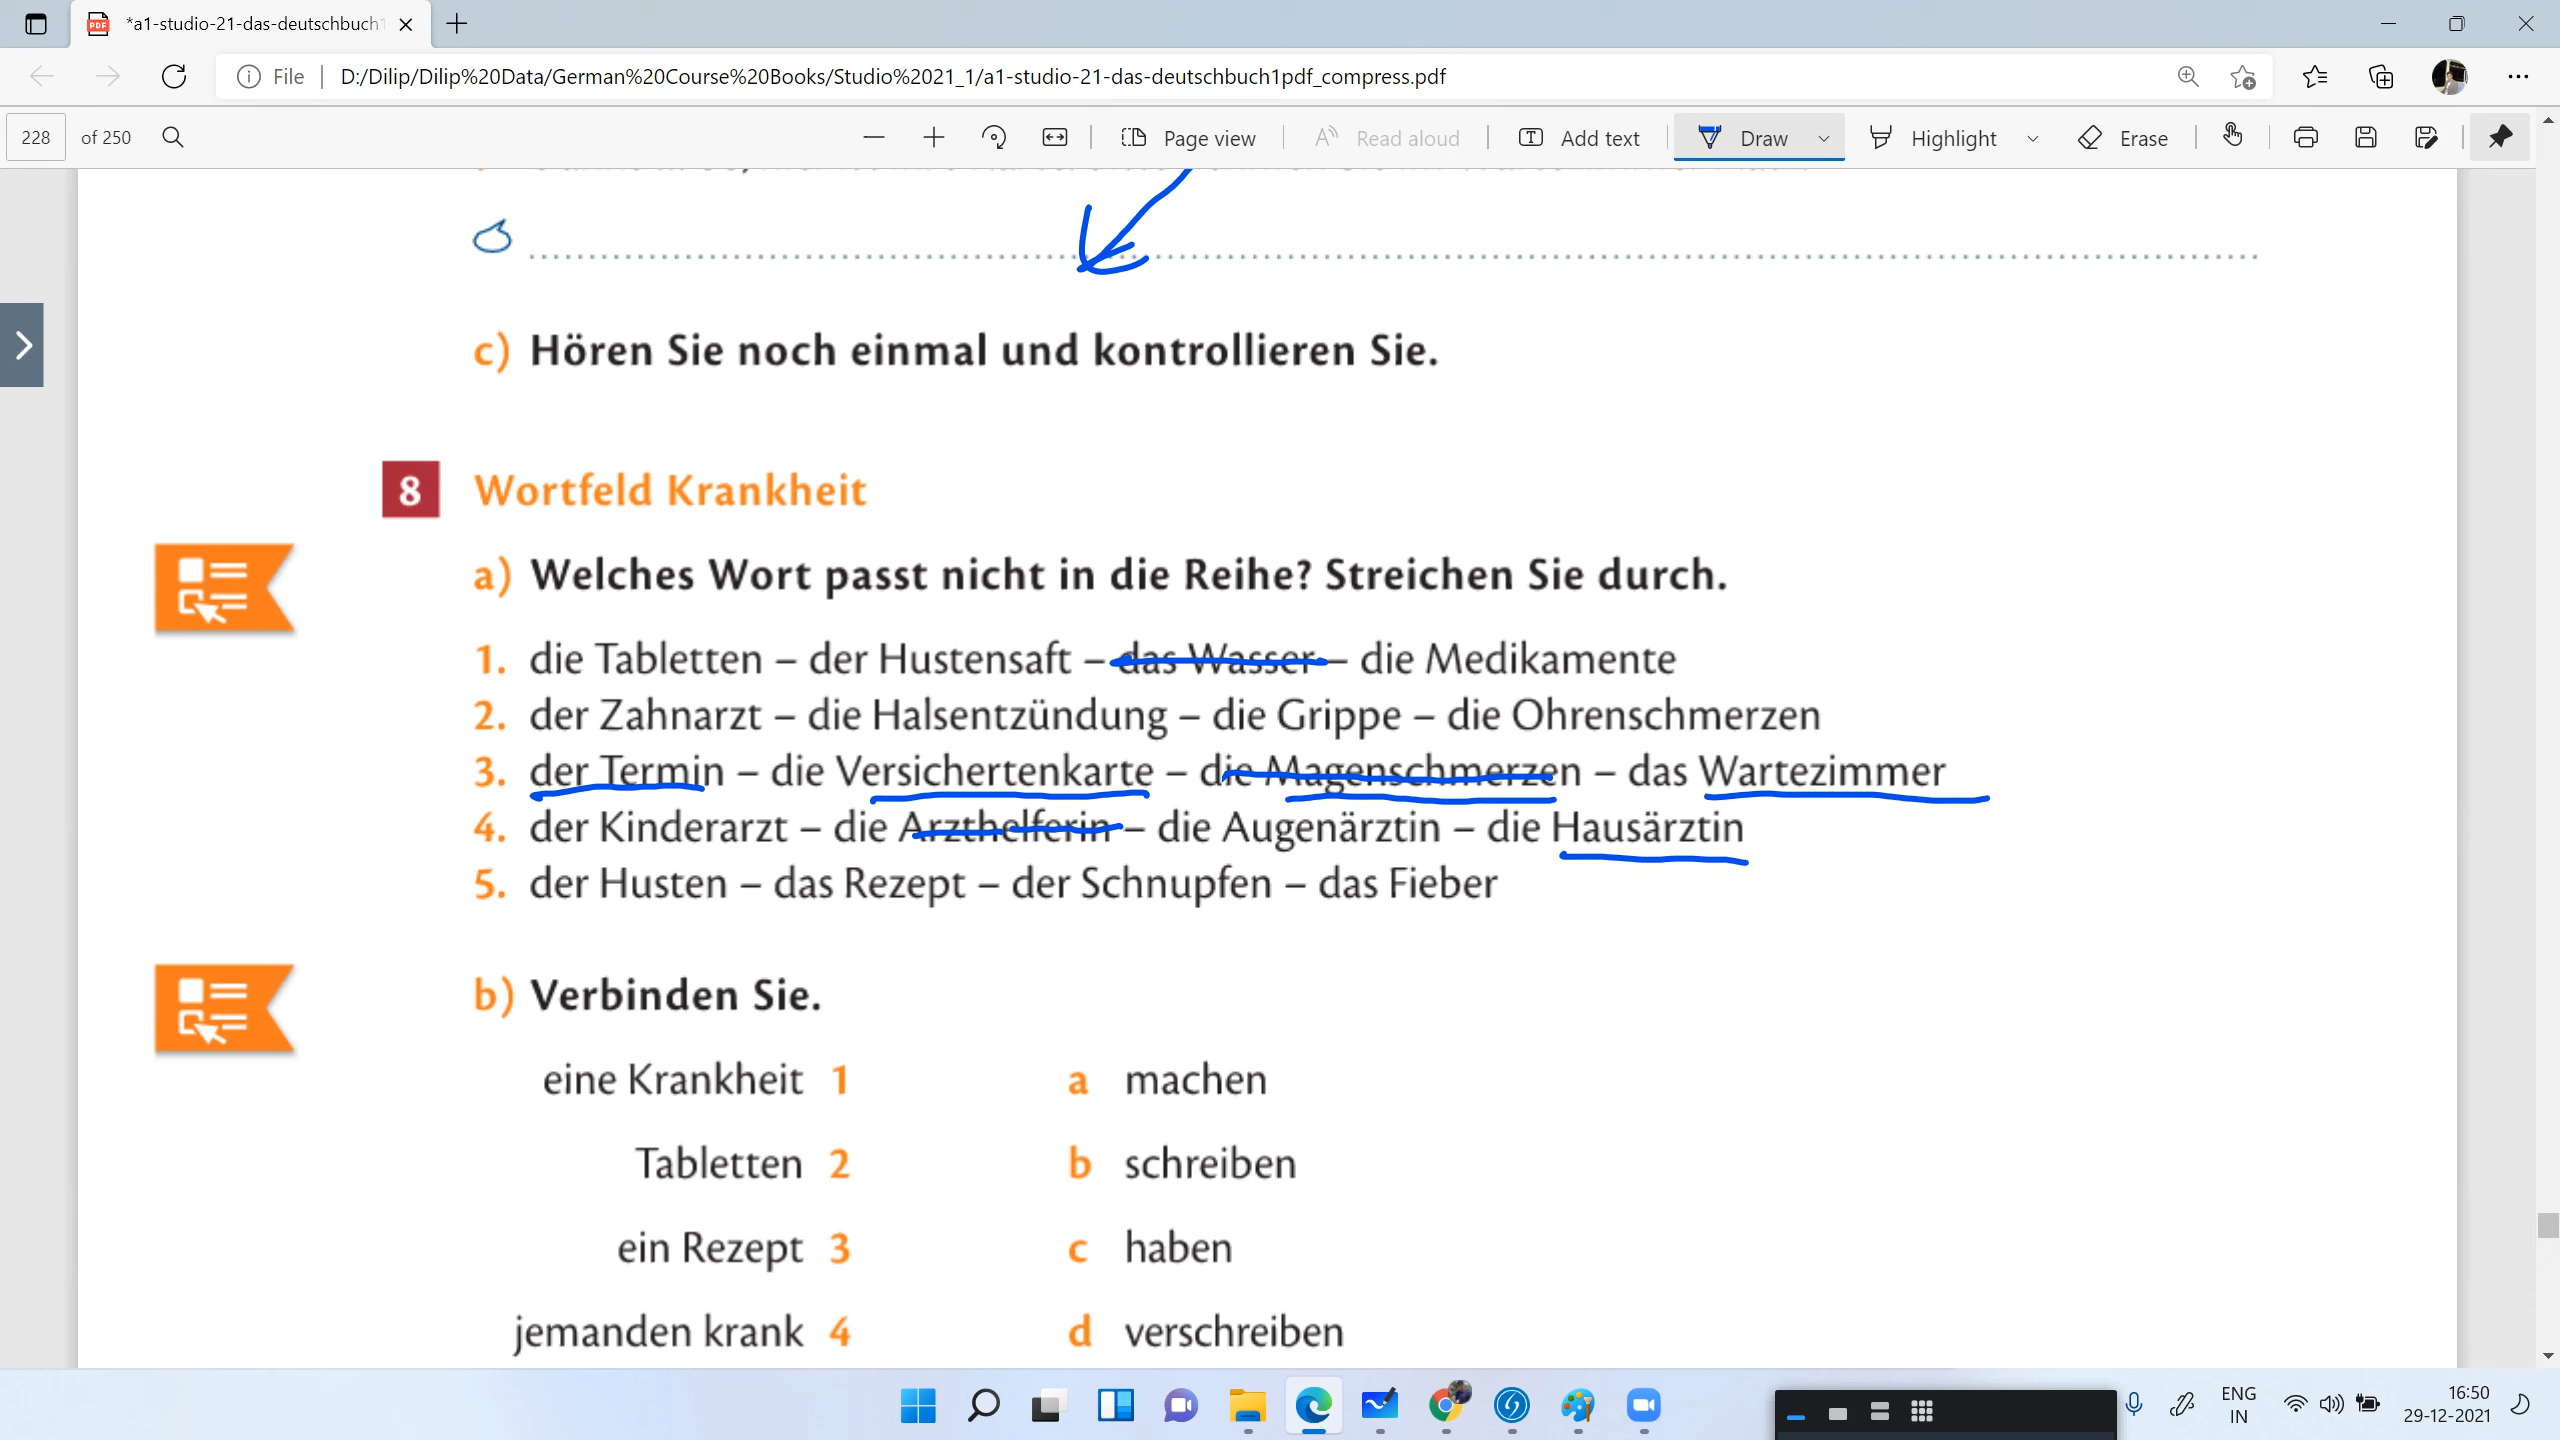 *a1-studio-21-das-deutschbuch1
File D:/Dilip/Dilip%20Data/German%20Course%20Books/Studio%2021_1/a1-studio-21-das-deutschbuch1pdf_compress.pdf
228 of 250 Page view Read aloud Add text Draw Highlight Erase
c) Hören Sie noch einmal und kontrollieren Sie.
8 Wortfeld Krankheit
a) Welches Wort passt nicht in die Reihe? Streichen Sie durch.
1. die Tabletten – der Hustensaft – das Wasser – die Medikamente
2. der Zahnarzt – die Halsentzündung – die Grippe – die Ohrenschmerzen
3. der Termin – die Versichertenkarte – die Magenschmerzen – das Wartezimmer
4. der Kinderarzt – die Arzthelferin – die Augenärztin – die Hausärztin
5. der Husten – das Rezept – der Schnupfen – das Fieber
b) Verbinden Sie.
eine Krankheit 1 a machen
Tabletten 2 b schreiben
ein Rezept 3 c haben
jemanden krank 4 d verschreiben
ENG 16:50
IN 29-12-2021